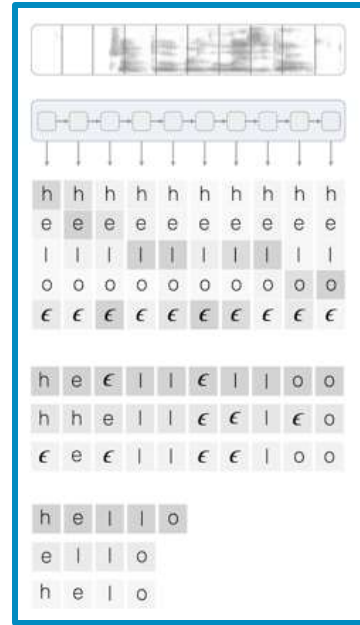 h h h h h h h h h h
e e e e e e e e e e
l l l l l l l l l l
o o o o o o o o o o
ϵ ϵ ϵ ϵ ϵ ϵ ϵ ϵ ϵ ϵ
h e ϵ l l ϵ l l o o
h h e l l ϵ ϵ l ϵ o
ϵ e ϵ l l ϵ ϵ l o o
h e l l o
e l l o
h e l o